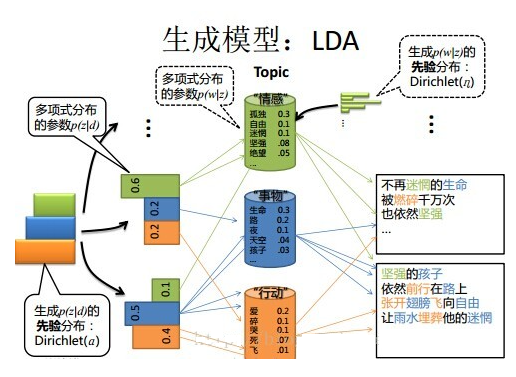 生成模型：LDA
多项式分布
的参数p(w|z)
Topic
生成p(w|z)的
先验分布：
Dirichlet(η)
多项式分布
的参数p(z|d)
...
...
...
"情感"
孤独 0.3
自由 0.1
迷惘 0.1
坚强 .08
绝望 .05
...
0.6
0.2
0.2
"事物"
生命 0.3
路 0.2
夜 0.1
天空 .04
孩子 .03
...
不再迷惘的生命
被燃碎千万次
也依然坚强
...
生成p(z|d)的
先验分布：
Dirichlet(a)
0.1
0.5
0.4
"行动"
爱 0.2
碎 0.1
哭 0.1
死 .07
飞 .01
坚强的孩子
依然前行在路上
张开翅膀飞向自由
让雨水埋葬他的迷惘